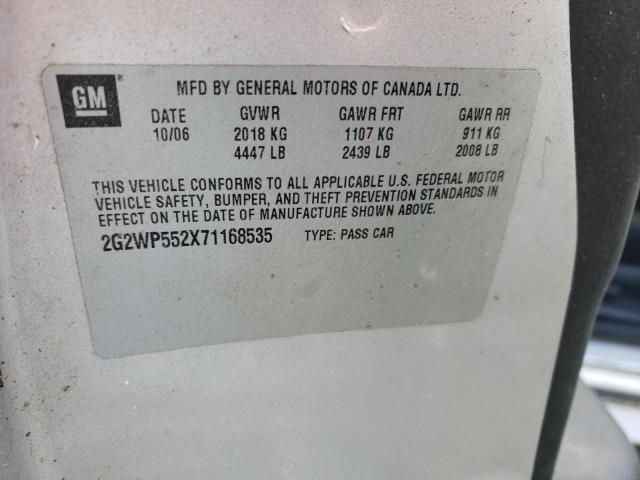 GM
MFD BY GENERAL MOTORS OF CANADA LTD.
DATE GVWR GAWR FRT GAWR RR
10/06 2018 KG 1107 KG 911 KG
4447 LB 2439 LB 2008 LB
THIS VEHICLE CONFORMS TO ALL APPLICABLE U.S. FEDERAL MOTOR
VEHICLE SAFETY, BUMPER, AND THEFT PREVENTION STANDARDS IN
EFFECT ON THE DATE OF MANUFACTURE SHOWN ABOVE.
2G2WP552X71168535 TYPE: PASS CAR